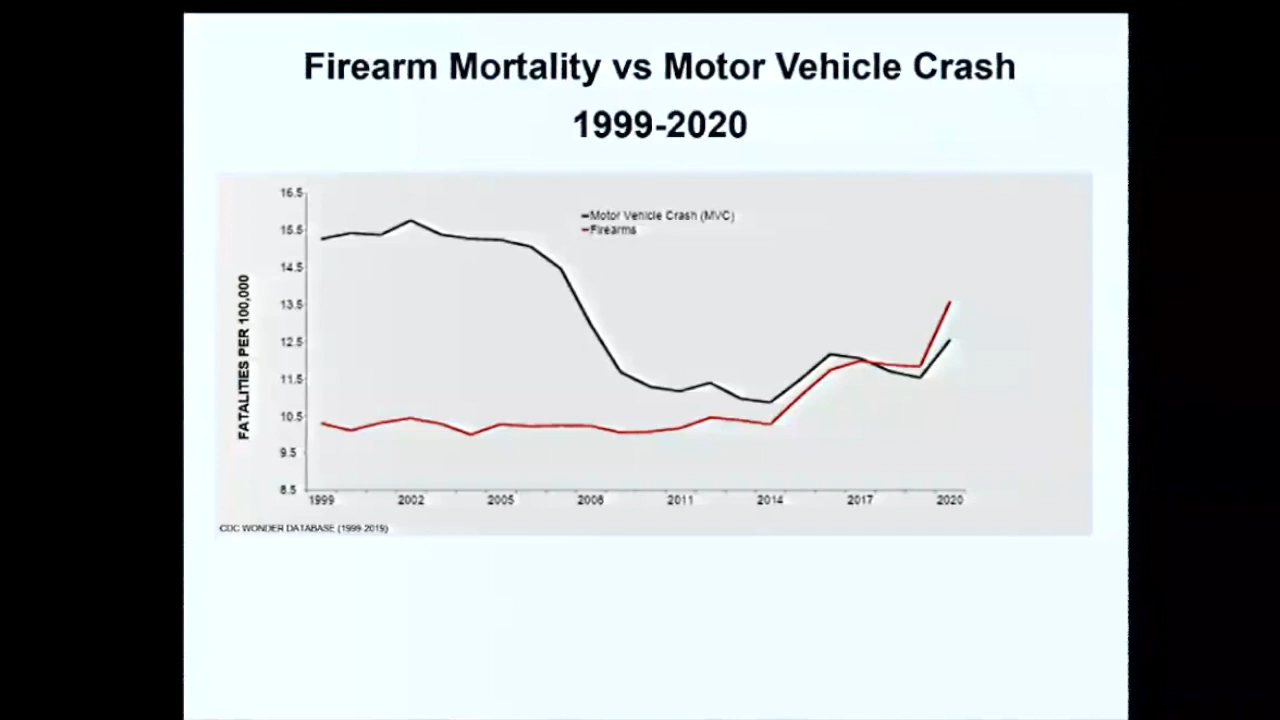 Firearm Mortality vs Motor Vehicle Crash
1999-2020
16.5
15.5
14.5
13.5
12.5
11.5
10.5
9.5
8.5
FATALITIES PER 100,000
Motor Vehicle Crash (MVC)
Firearms
1999 2002 2005 2008 2011 2014 2017 2020
CDC WONDER DATABASE (1999-2019)